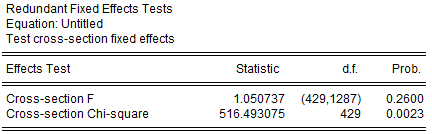 Redundant Fixed Effects Tests
Equation: Untitled
Test cross-section fixed effects
Effects Test Statistic d.f. Prob.
Cross-section F 1.050737 (429,1287) 0.2600
Cross-section Chi-square 516.493075 429 0.0023